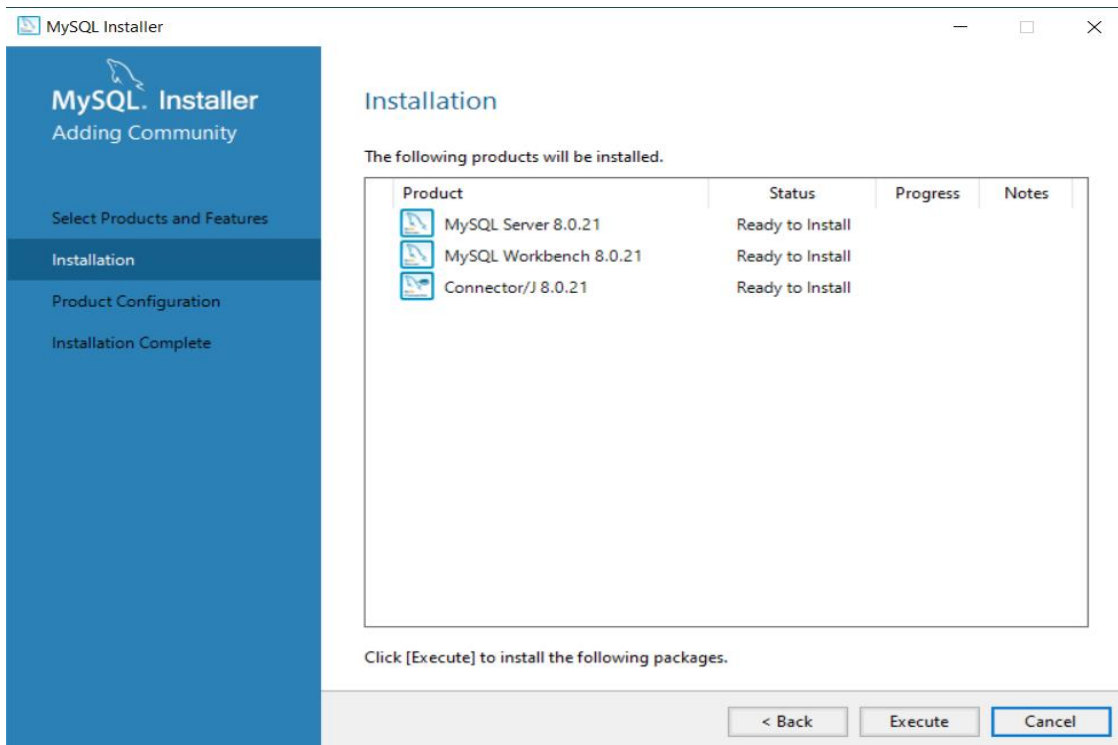 MySQL Installer
MySQL. Installer
Adding Community
Select Products and Features
Installation
Product Configuration
Installation Complete
Installation
The following products will be installed.
Product Status Progress Notes
MySQL Server 8.0.21 Ready to Install
MySQL Workbench 8.0.21 Ready to Install
Connector/J 8.0.21 Ready to Install
Click [Execute] to install the following packages.
< Back Execute Cancel